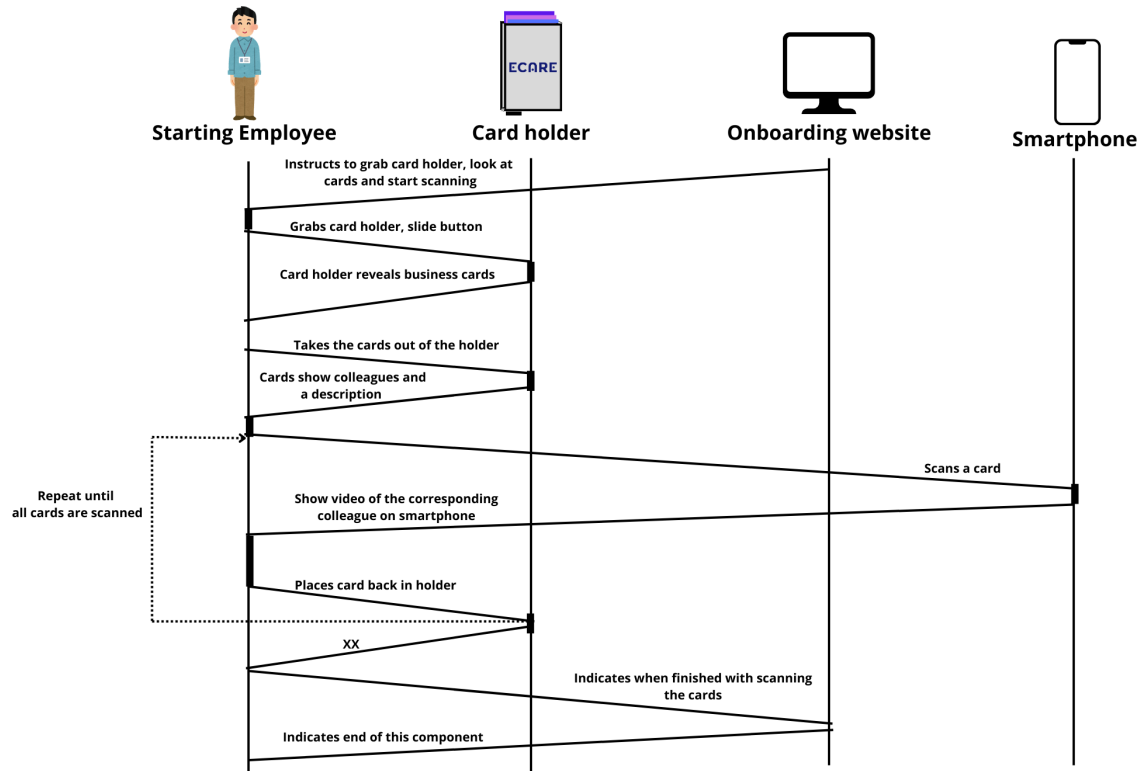 ECARE
Starting Employee
Card holder
Onboarding website
Smartphone
Instructs to grab card holder, look at
cards and start scanning
Grabs card holder, slide button
Card holder reveals business cards
Takes the cards out of the holder
Cards show colleagues and
a description
Scans a card
Repeat until
all cards are scanned
Show video of the corresponding
colleague on smartphone
Places card back in holder
XX
Indicates when finished with scanning
the cards
Indicates end of this component